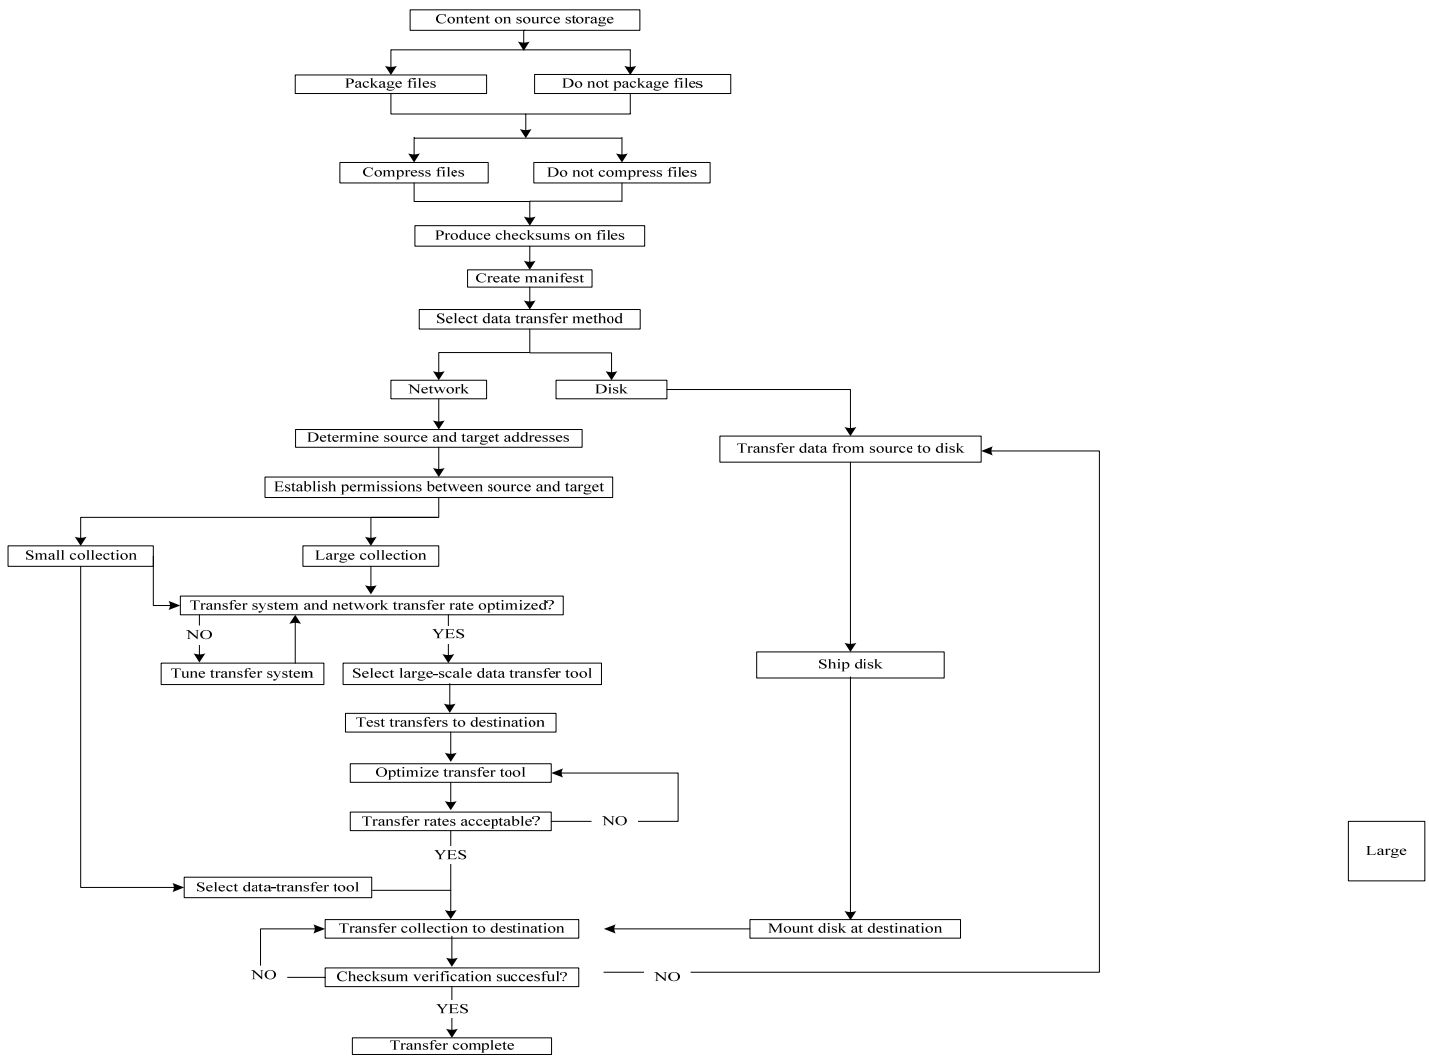 Content on source storage
Package files
Do not package files
Compress files
Do not compress files
Produce checksums on files
Create manifest
Select data transfer method
Network
Disk
Determine source and target addresses
Transfer data from source to disk
Establish permissions between source and target
Small collection
Large collection
Transfer system and network transfer rate optimized?
NO
YES
Ship disk
Tune transfer system
Select large-scale data transfer tool
Test transfers to destination
Optimize transfer tool
Transfer rates acceptable?
NO
Large
YES
Select data-transfer tool
Transfer collection to destination
Mount disk at destination
NO
Checksum verification succesful?
NO
YES
Transfer complete